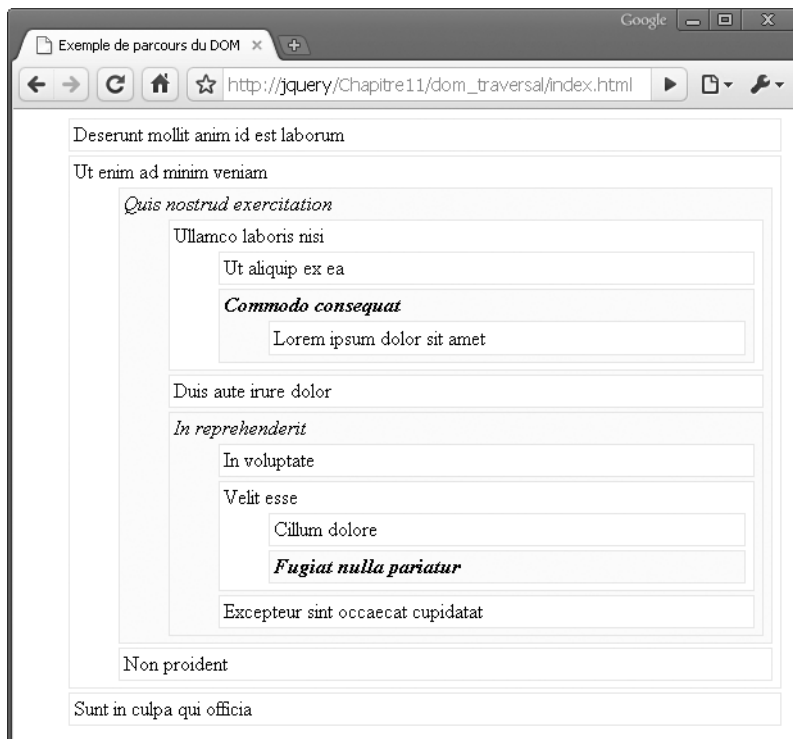 Google
Exemple de parcours du DOM
http://jquery/Chapitre11/dom_traversal/index.html
Deserunt mollit anim id est laborum
Ut enim ad minim veniam
Quis nostrud exercitation
Ullamco laboris nisi
Ut aliquip ex ea
Commodo consequat
Lorem ipsum dolor sit amet
Duis aute irure dolor
In reprehenderit
In voluptate
Velit esse
Cillum dolore
Fugiat nulla pariatur
Excepteur sint occaecat cupidatat
Non proident
Sunt in culpa qui officia